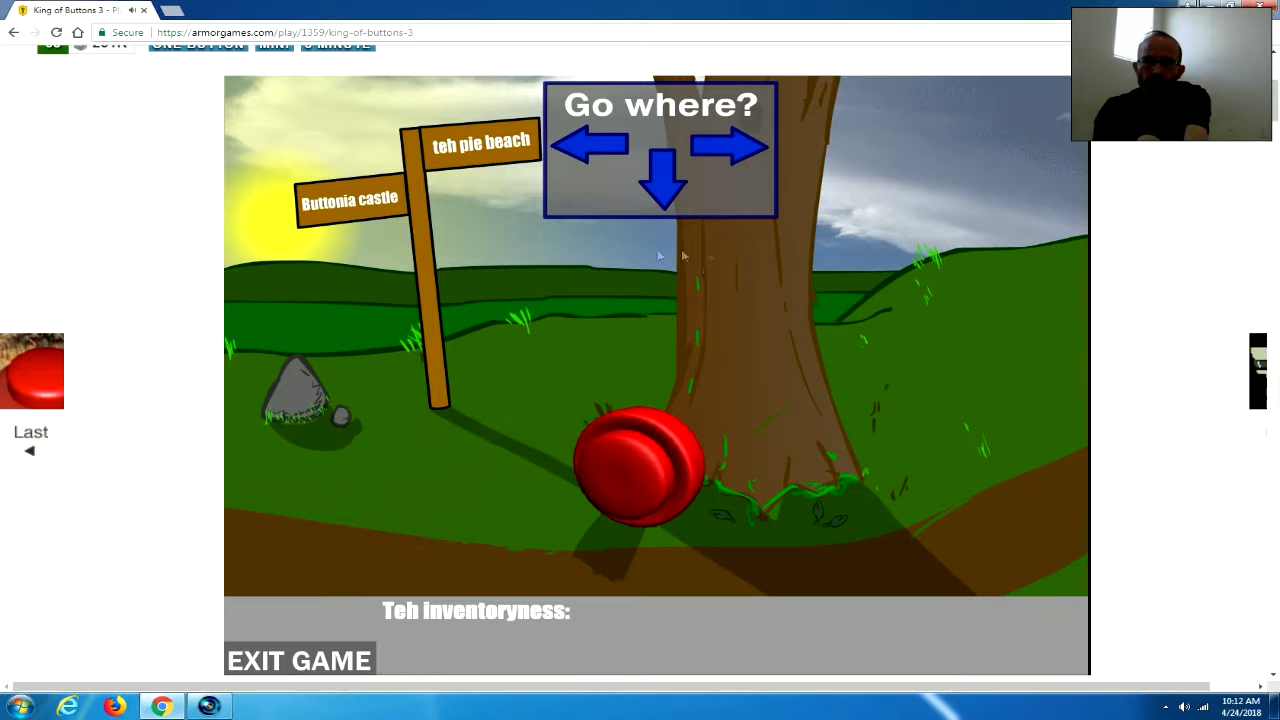 King of Buttons 3 - Pl
Secure
https://armorgames.com/play/1359/king-of-buttons-3
teh pie beach
Buttonia castle
Go where?
Last
Teh inventoryness:
EXIT GAME
10:12 AM
4/24/2018